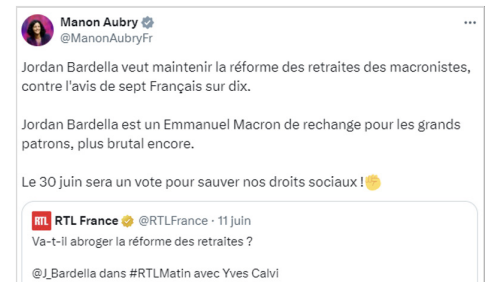 Manon Aubry
@ManonAubryFr
Jordan Bardella veut maintenir la réforme des retraites des macronistes,
contre l'avis de sept Français sur dix.
Jordan Bardella est un Emmanuel Macron de rechange pour les grands
patrons, plus brutal encore.
Le 30 juin sera un vote pour sauver nos droits sociaux !✊
RTL RTL France @RTLFrance · 11 juin
Va-t-il abroger la réforme des retraites ?
@J_Bardella dans #RTLMatin avec Yves Calvi